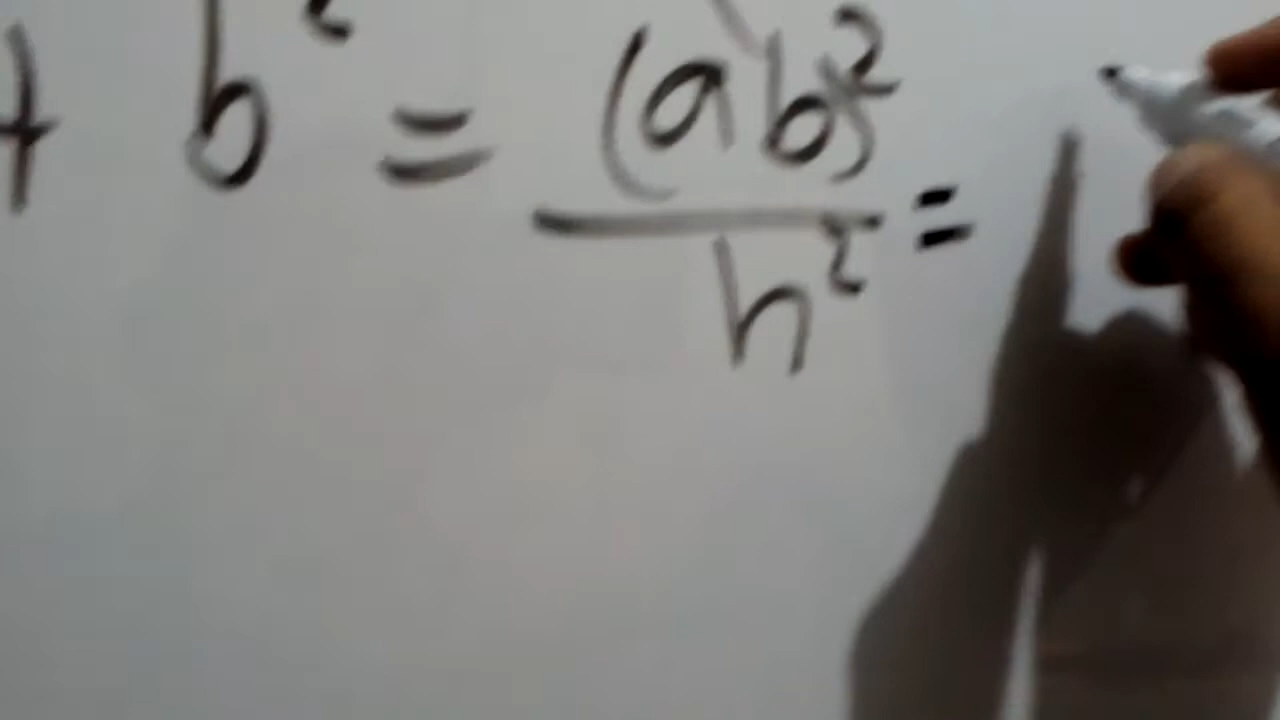 + b² = (ab)² / h² =